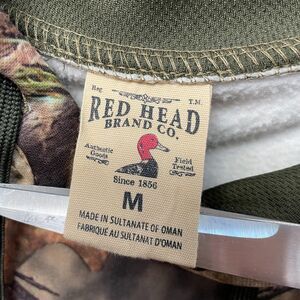 Reg T.M.
RED HEAD
BRAND CO.
Authentic Goods
Field Tested
Since 1856
M
MADE IN SULTANATE OF OMAN
FABRIQUÉ AU SULTANAT D'OMAN